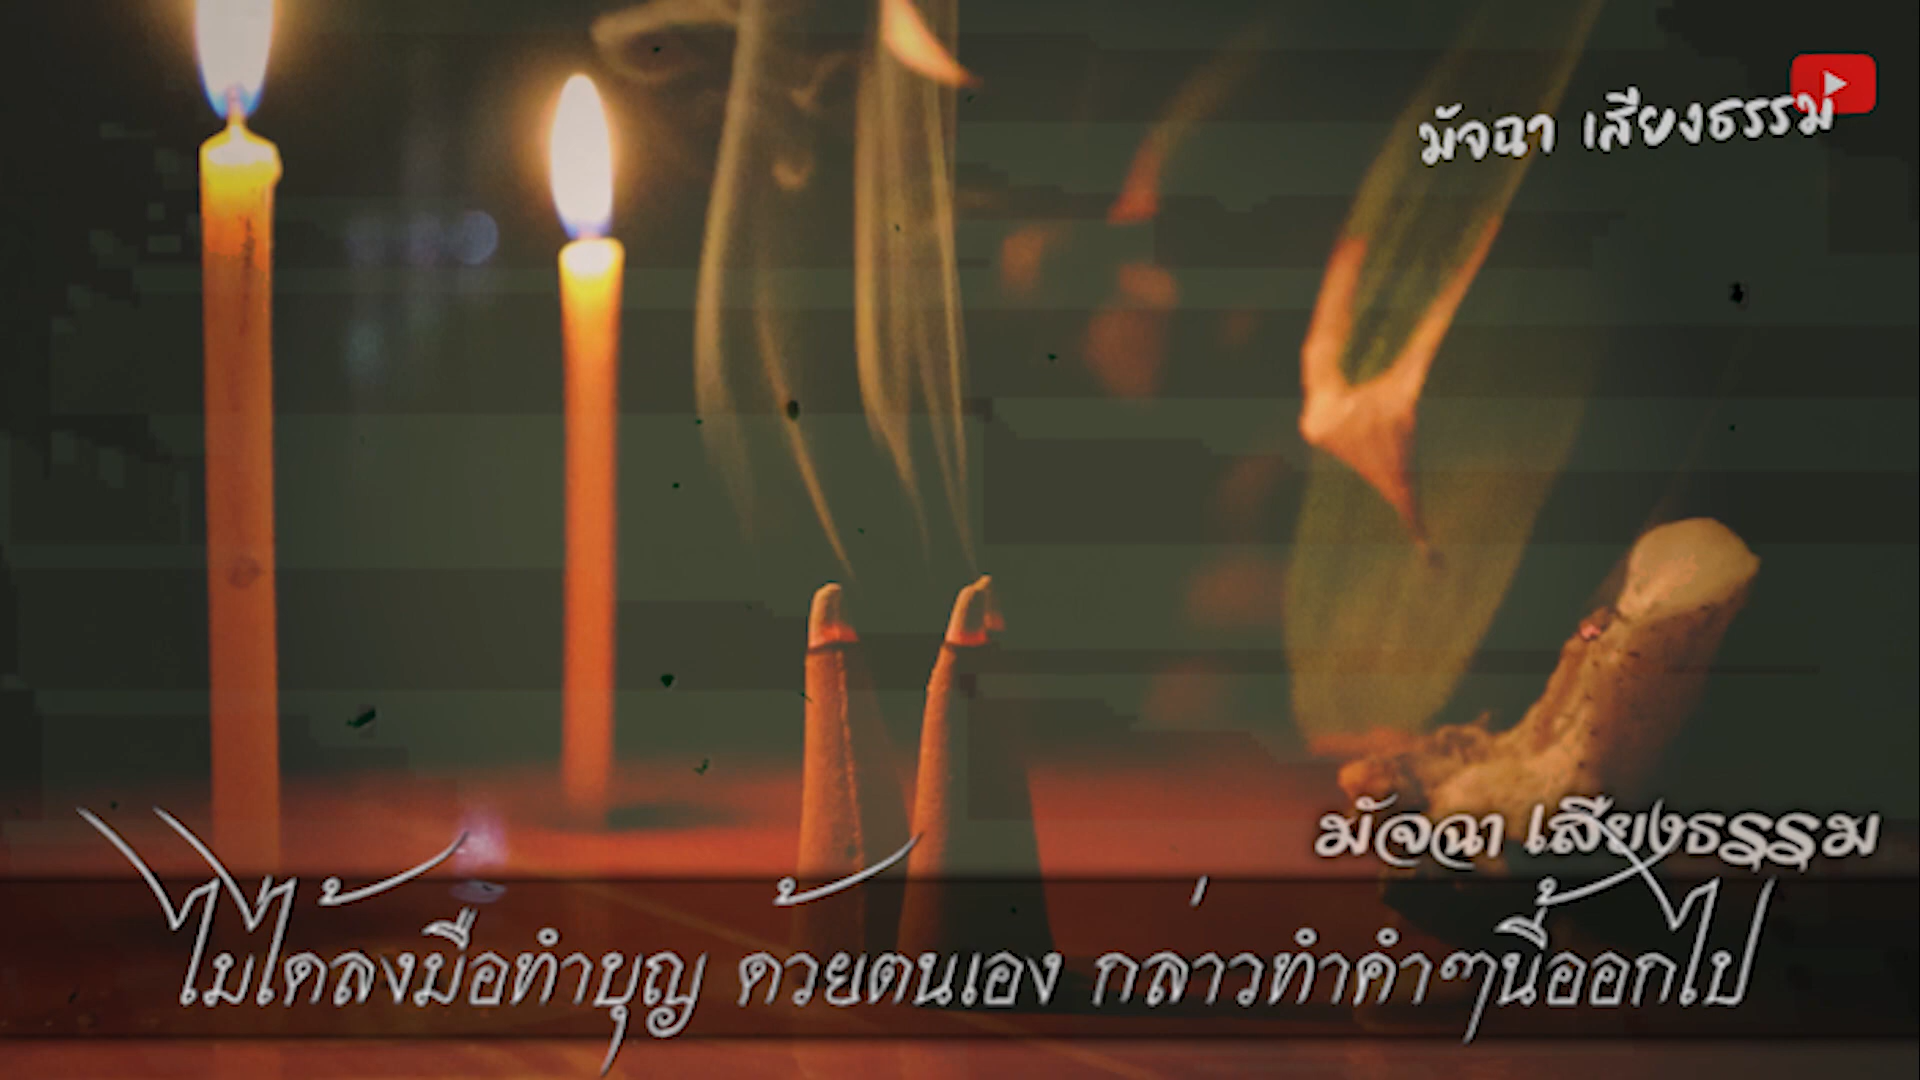 มัจฉา เสียงธรรม
มัจฉา เสียงธรรม
ไม่ได้ลงมือทำบุญ ด้วยตนเอง กล่าวทำคำๆนี้ออกไป